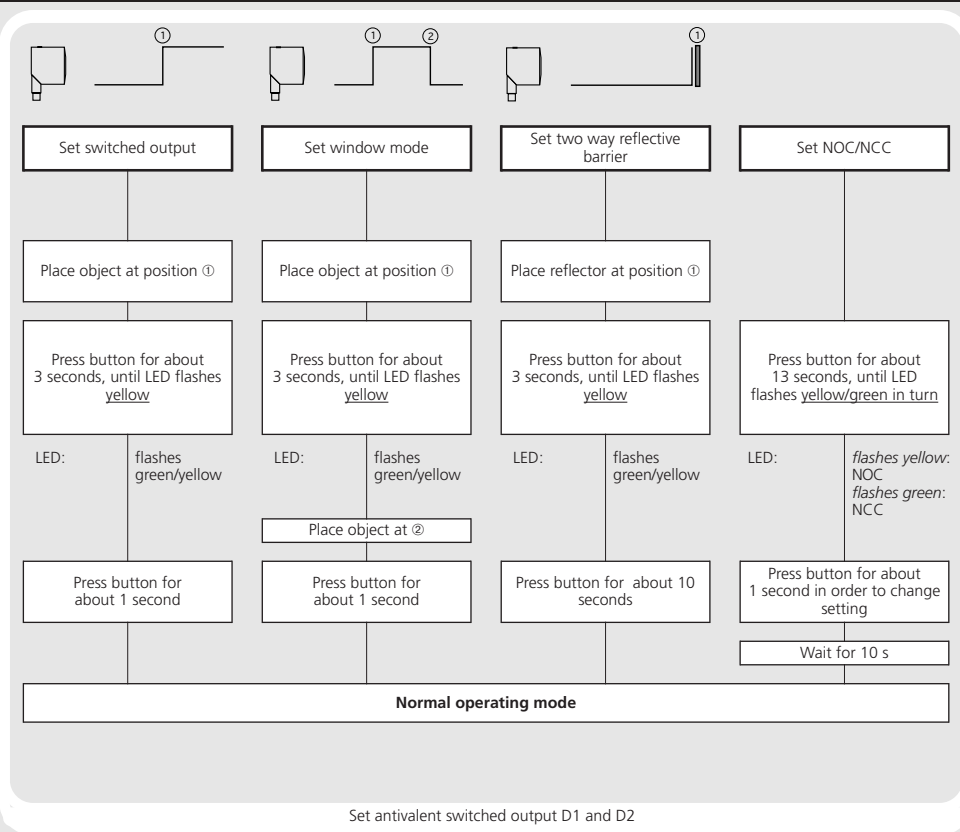 ①
① ②
①
Set switched output
Place object at position ①
Press button for about
3 seconds, until LED flashes
yellow
LED: flashes
green/yellow
Press button for
about 1 second
Set window mode
Place object at position ①
Press button for about
3 seconds, until LED flashes
yellow
LED: flashes
green/yellow
Place object at ②
Press button for
about 1 second
Set two way reflective
barrier
Place reflector at position ①
Press button for about
3 seconds, until LED flashes
yellow
LED: flashes
green/yellow
Press button for about 10
seconds
Set NOC/NCC
Press button for about
13 seconds, until LED
flashes yellow/green in turn
LED: flashes yellow:
NOC
flashes green:
NCC
Press button for about
1 second in order to change
setting
Wait for 10 s
Normal operating mode
Set antivalent switched output D1 and D2